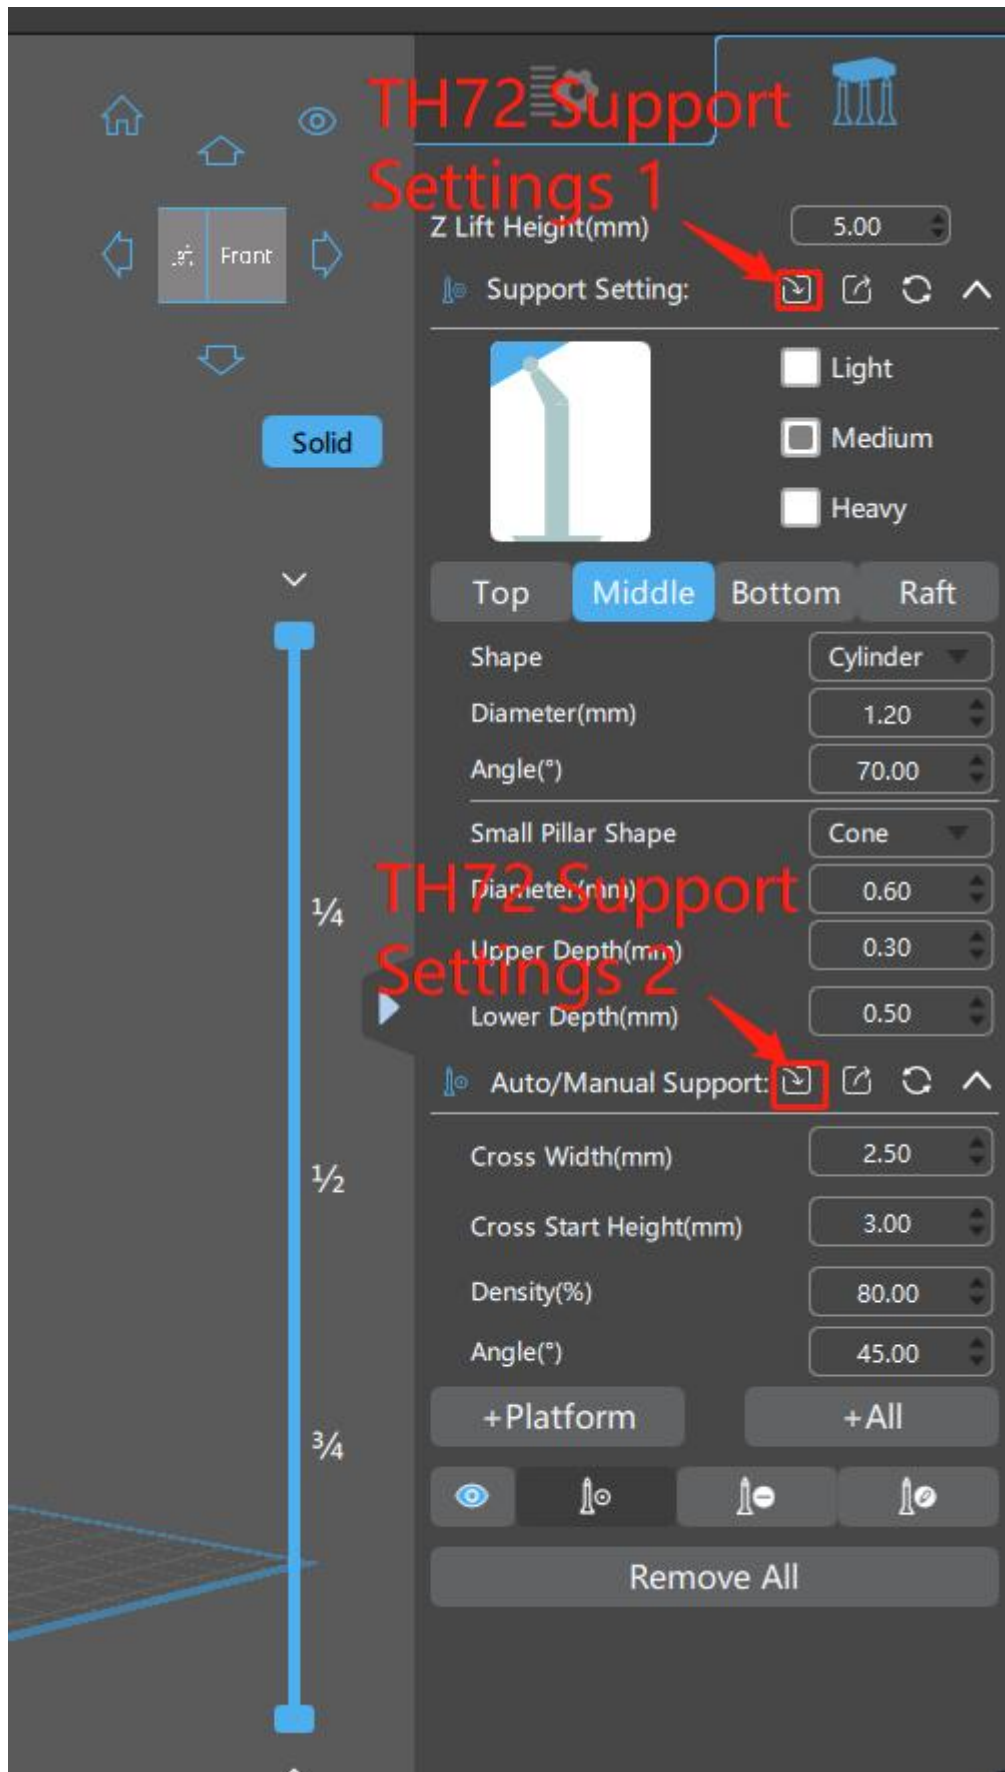 TH72 Support
Settings 1
Z Lift Height(mm) 5.00
Front
Support Setting:
Light
Solid
Medium
Heavy
Top Middle Bottom Raft
Shape Cylinder
Diameter(mm) 1.20
Angle(°) 70.00
Small Pillar Shape Cone
TH72 Support
Settings 2
Diameter(mm) 0.60
Upper Depth(mm) 0.30
Lower Depth(mm) 0.50
Auto/Manual Support:
Cross Width(mm) 2.50
Cross Start Height(mm) 3.00
Density(%) 80.00
Angle(°) 45.00
+Platform +All
Remove All
¼
½
¾